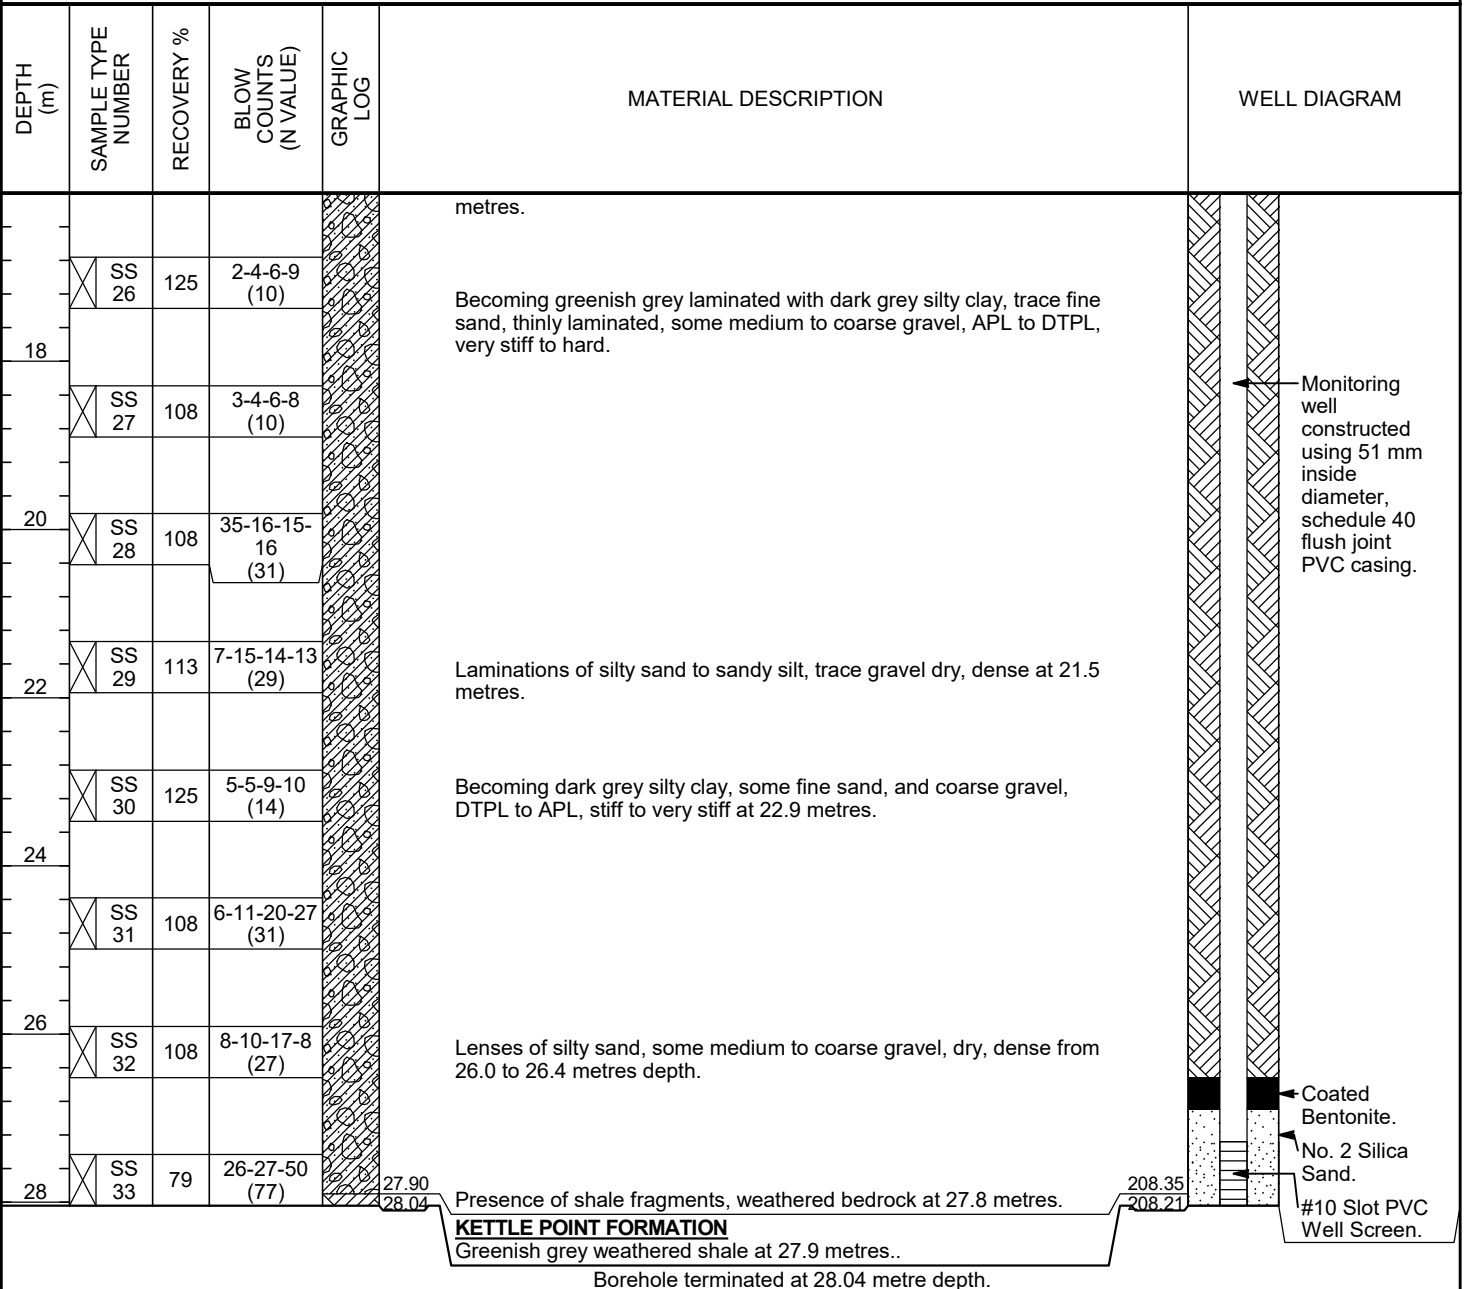 DEPTH
(m)
SAMPLE TYPE
NUMBER
RECOVERY %
BLOW
COUNTS
(N VALUE)
GRAPHIC
LOG
MATERIAL DESCRIPTION
WELL DIAGRAM
metres.
SS
26
125
2-4-6-9
(10)
Becoming greenish grey laminated with dark grey silty clay, trace fine
sand, thinly laminated, some medium to coarse gravel, APL to DTPL,
very stiff to hard.
18
SS
27
108
3-4-6-8
(10)
Monitoring
well
constructed
using 51 mm
inside
diameter,
schedule 40
flush joint
PVC casing.
20
SS
28
108
35-16-15-
16
(31)
SS
29
113
7-15-14-13
(29)
Laminations of silty sand to sandy silt, trace gravel dry, dense at 21.5
metres.
22
SS
30
125
5-5-9-10
(14)
Becoming dark grey silty clay, some fine sand, and coarse gravel,
DTPL to APL, stiff to very stiff at 22.9 metres.
24
SS
31
108
6-11-20-27
(31)
26
SS
32
108
8-10-17-8
(27)
Lenses of silty sand, some medium to coarse gravel, dry, dense from
26.0 to 26.4 metres depth.
Coated
Bentonite.
No. 2 Silica
Sand.
#10 Slot PVC
Well Screen.
28
SS
33
79
26-27-50
(77)
27.90
28.04
Presence of shale fragments, weathered bedrock at 27.8 metres.
208.35
208.21
KETTLE POINT FORMATION
Greenish grey weathered shale at 27.9 metres..
Borehole terminated at 28.04 metre depth.